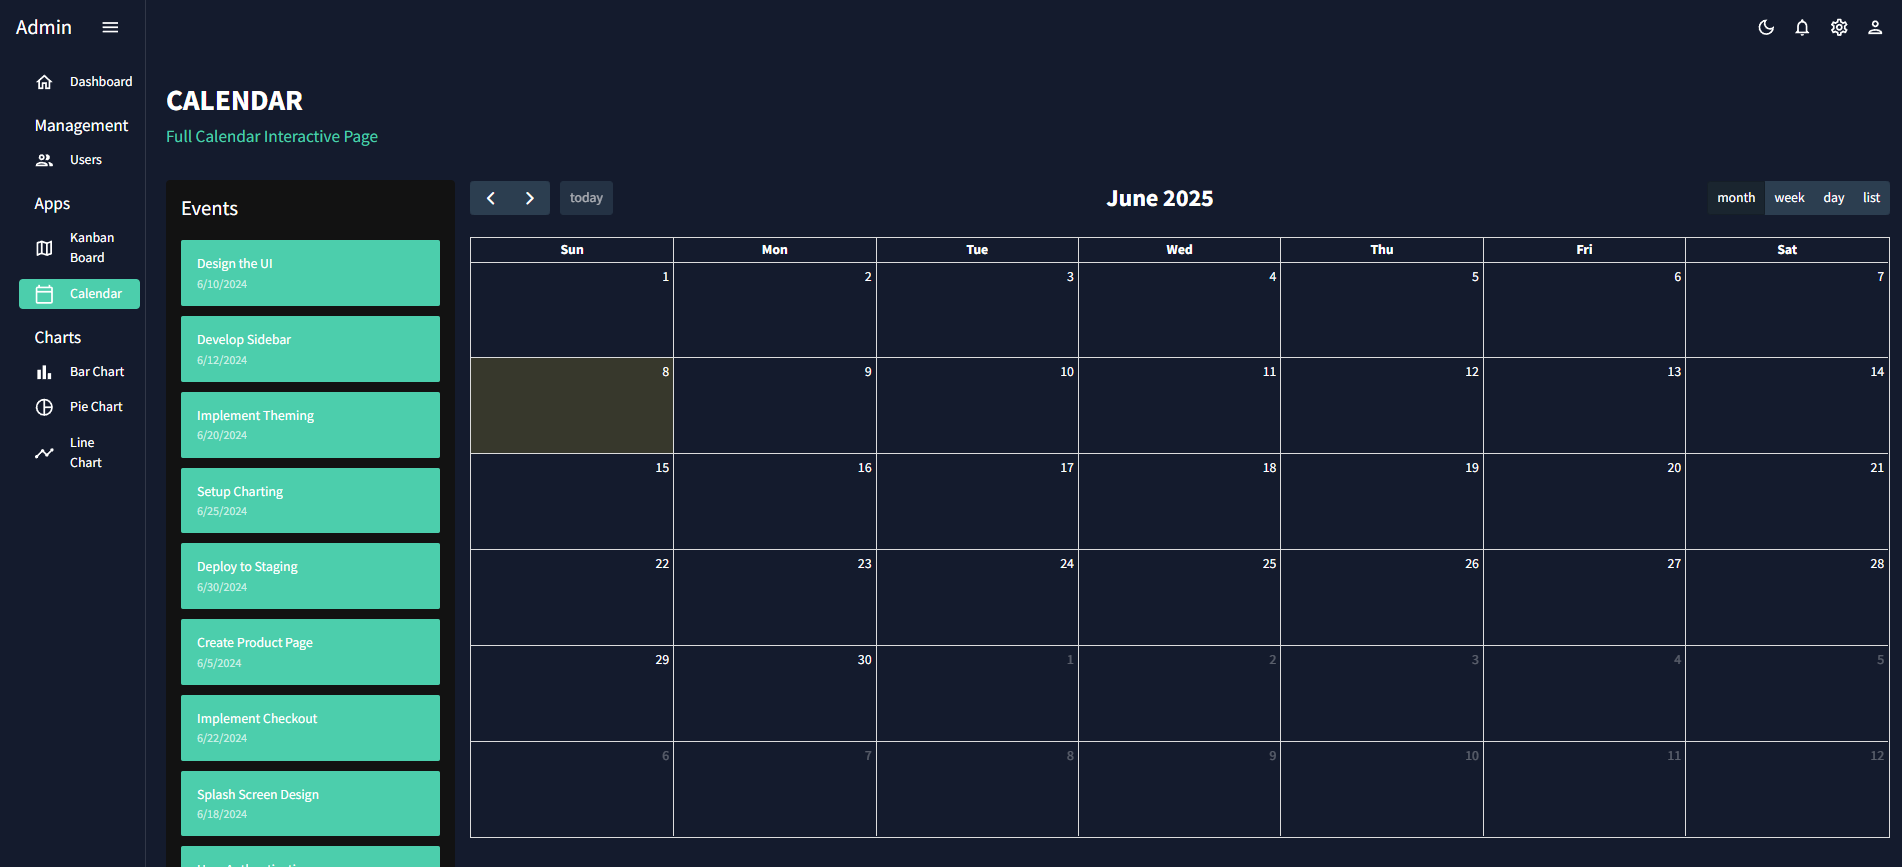 Admin
Dashboard
Management
Users
Apps
Kanban
Board
Calendar
Charts
Bar Chart
Pie Chart
Line
Chart
CALENDAR
Full Calendar Interactive Page
Events
Design the UI
6/10/2024
Develop Sidebar
6/12/2024
Implement Theming
6/20/2024
Setup Charting
6/25/2024
Deploy to Staging
6/30/2024
Create Product Page
6/5/2024
Implement Checkout
6/22/2024
Splash Screen Design
6/18/2024
today
June 2025
month week day list
Sun Mon Tue Wed Thu Fri Sat
1 2 3 4 5 6 7
8 9 10 11 12 13 14
15 16 17 18 19 20 21
22 23 24 25 26 27 28
29 30 1 2 3 4 5
6 7 8 9 10 11 12